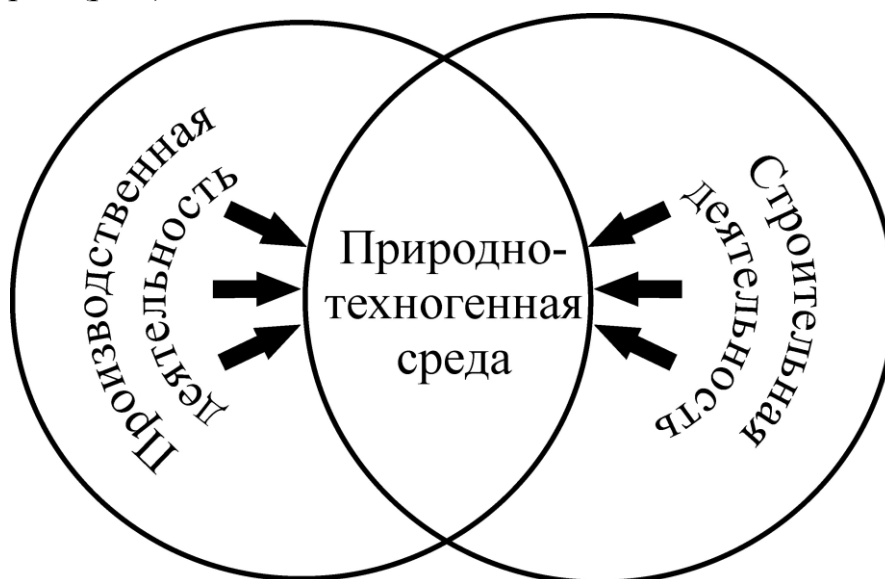 Производственная
деятельность
Природно-
техногенная
среда
Строительная
деятельность